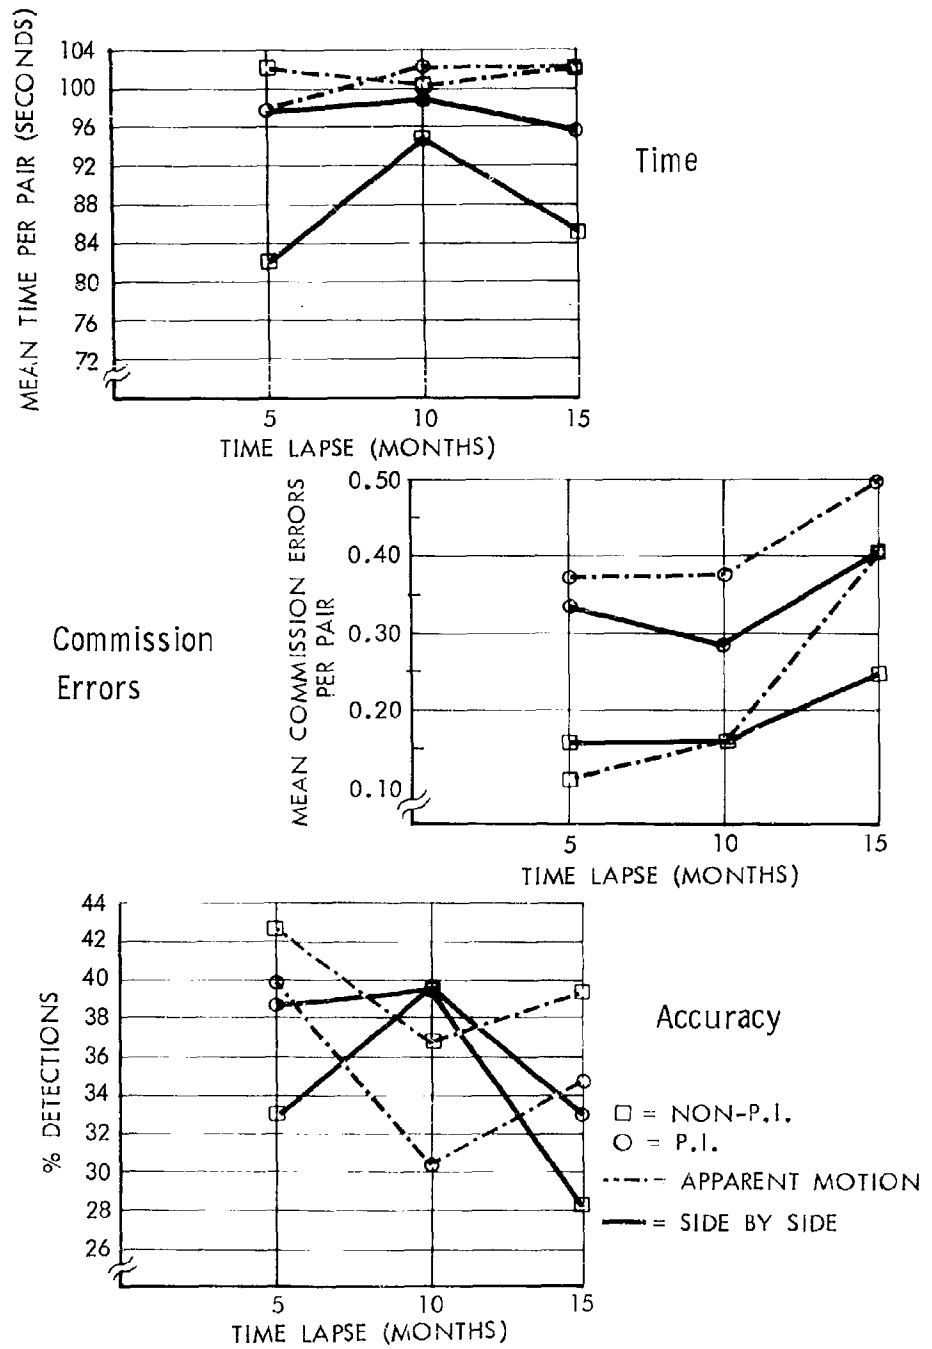 MEAN TIME PER PAIR (SECONDS)
104
100
96
92
88
84
80
76
72
5 10 15
TIME LAPSE (MONTHS)
Time
MEAN COMMISSION ERRORS
PER PAIR
0.50
0.40
0.30
0.20
0.10
5 10 15
TIME LAPSE (MONTHS)
Commission
Errors
% DETECTIONS
44
42
40
38
36
34
32
30
28
26
5 10 15
TIME LAPSE (MONTHS)
Accuracy
□ = NON-P.I.
○ = P.I.
= APPARENT MOTION
= SIDE BY SIDE